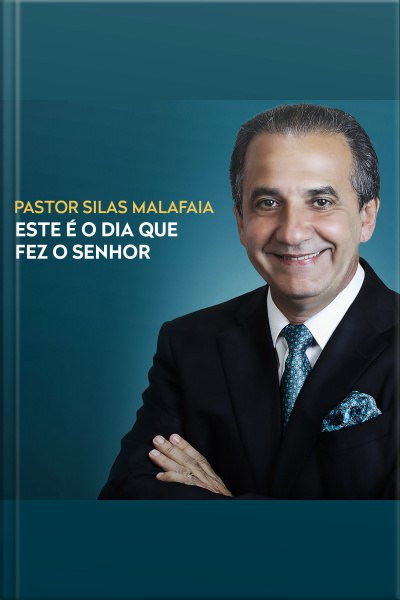 PASTOR SILAS MALAFAIA
ESTE É O DIA QUE
FEZ O SENHOR